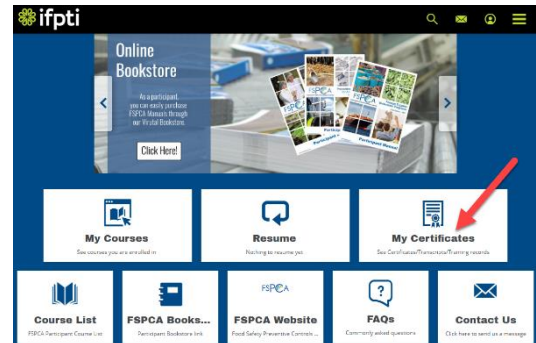 ifpti
Online
Bookstore
As a participant,
you can easily purchase
FSPCA Manuals through
our Virutal Bookstore.
Click Here!
FSPCA
Participant Manual
My Courses
See courses you are enrolled in
Resume
Nothing to resume yet
My Certificates
See Certificates/Transcripts/Training records
Course List
FSPCA Participant Course List
FSPCA Books...
Participant Bookstore link
FSPCA
FSPCA Website
Food Safety Preventive Controls ...
FAQs
Commonly asked questions
Contact Us
Click here to send us a message